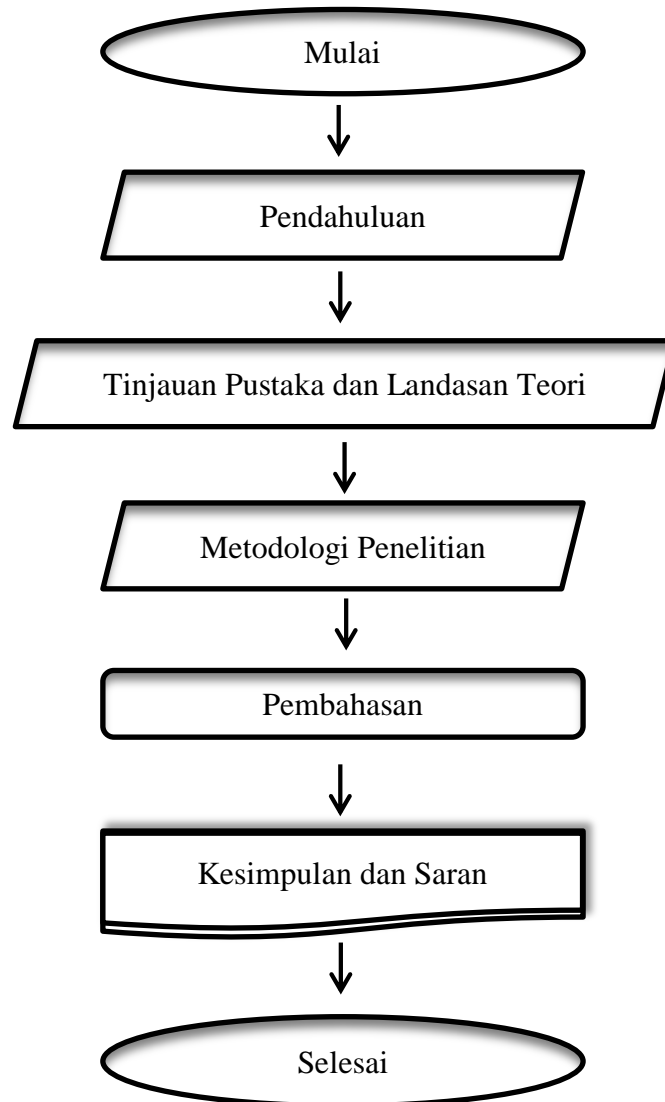 Mulai
Pendahuluan
Tinjauan Pustaka dan Landasan Teori
Metodologi Penelitian
Pembahasan
Kesimpulan dan Saran
Selesai